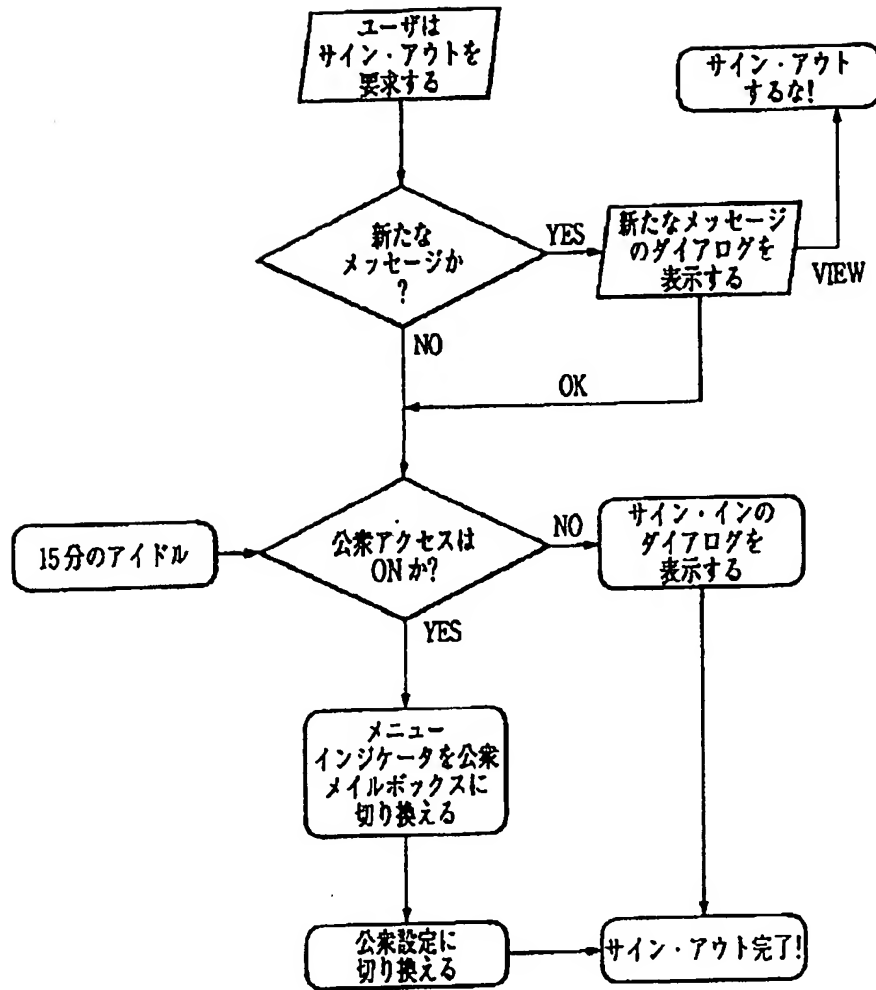 ユーザは
サイン・アウトを
要求する
サイン・アウト
するな!
新たな
メッセージか
?
YES
新たなメッセージ
のダイアログを
表示する
VIEW
NO
OK
15分のアイドル
公衆アクセスは
ONか?
NO
サイン・インの
ダイアログを
表示する
YES
メニュー
インジケータを公衆
メイルボックスに
切り換える
公衆設定に
切り換える
サイン・アウト完了!